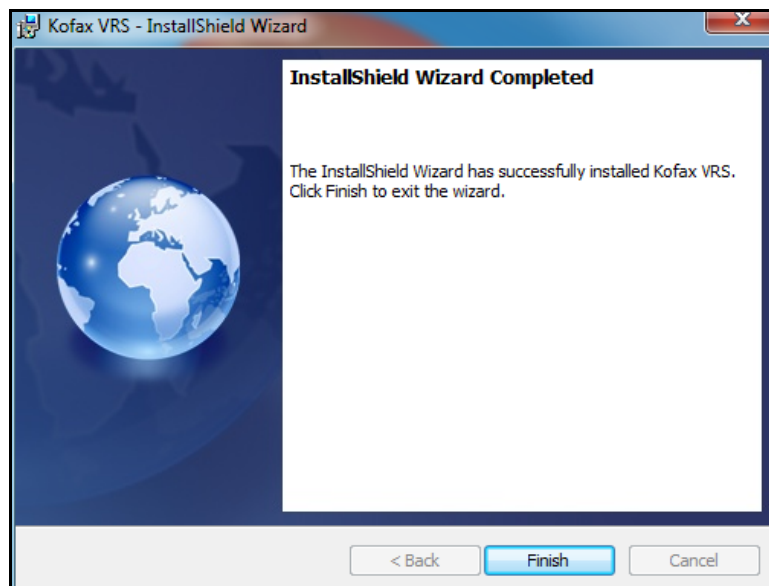 Kofax VRS - InstallShield Wizard
InstallShield Wizard Completed
The InstallShield Wizard has successfully installed Kofax VRS.
Click Finish to exit the wizard.
< Back Finish Cancel